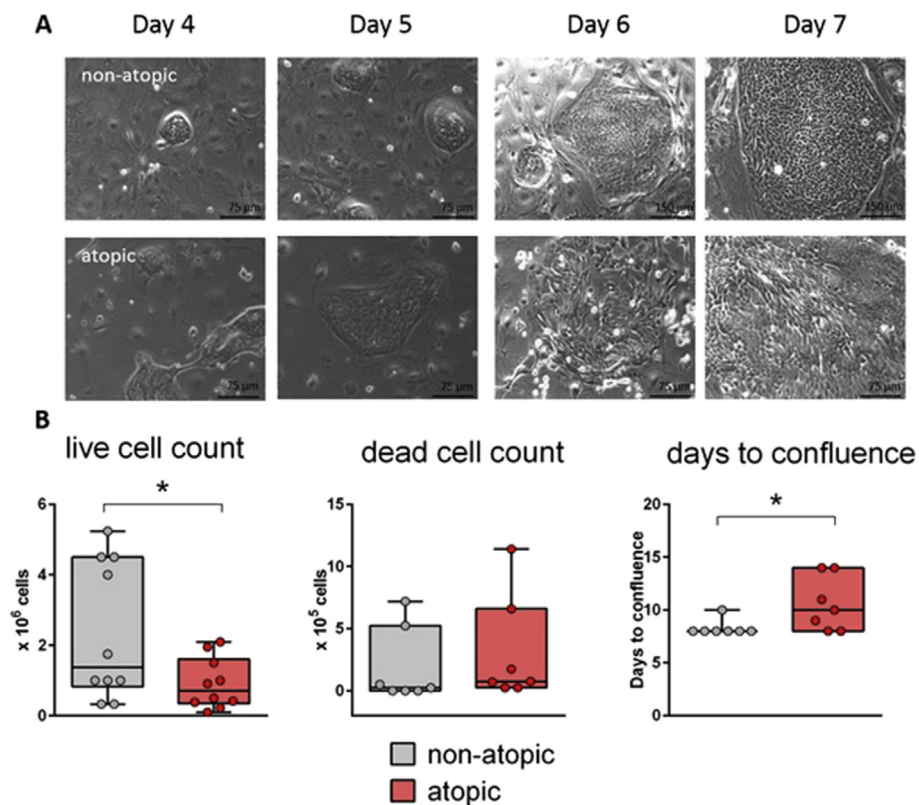 A Day 4 Day 5 Day 6 Day 7
non-atopic
75 µm 75 µm 150 µm 150 µm
atopic
75 µm 75 µm 75 µm 75 µm
B
live cell count dead cell count days to confluence
* *
6 15 20
4 10 15
2 5 10
0 0 5
0
x 10⁶ cells
x 10⁵ cells
Days to confluence
non-atopic
atopic